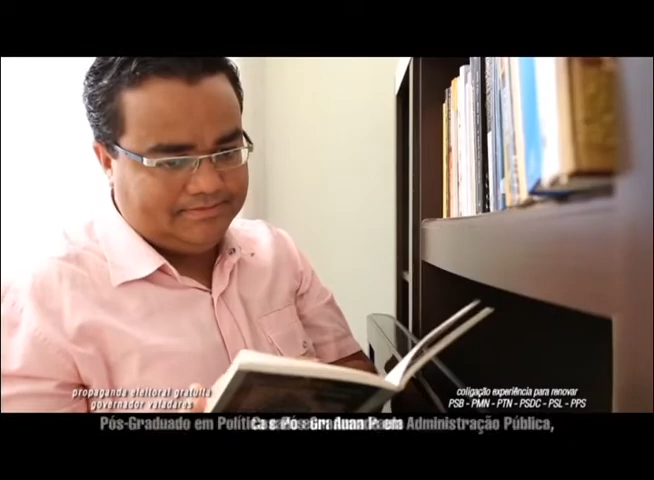 propaganda eleitoral gratuita
governador valadares
coligação experiência para renovar
PSB - PMN - PTN - PSDC - PSL - PPS
PÓS-GRADUADO em Política
Administração Pública,